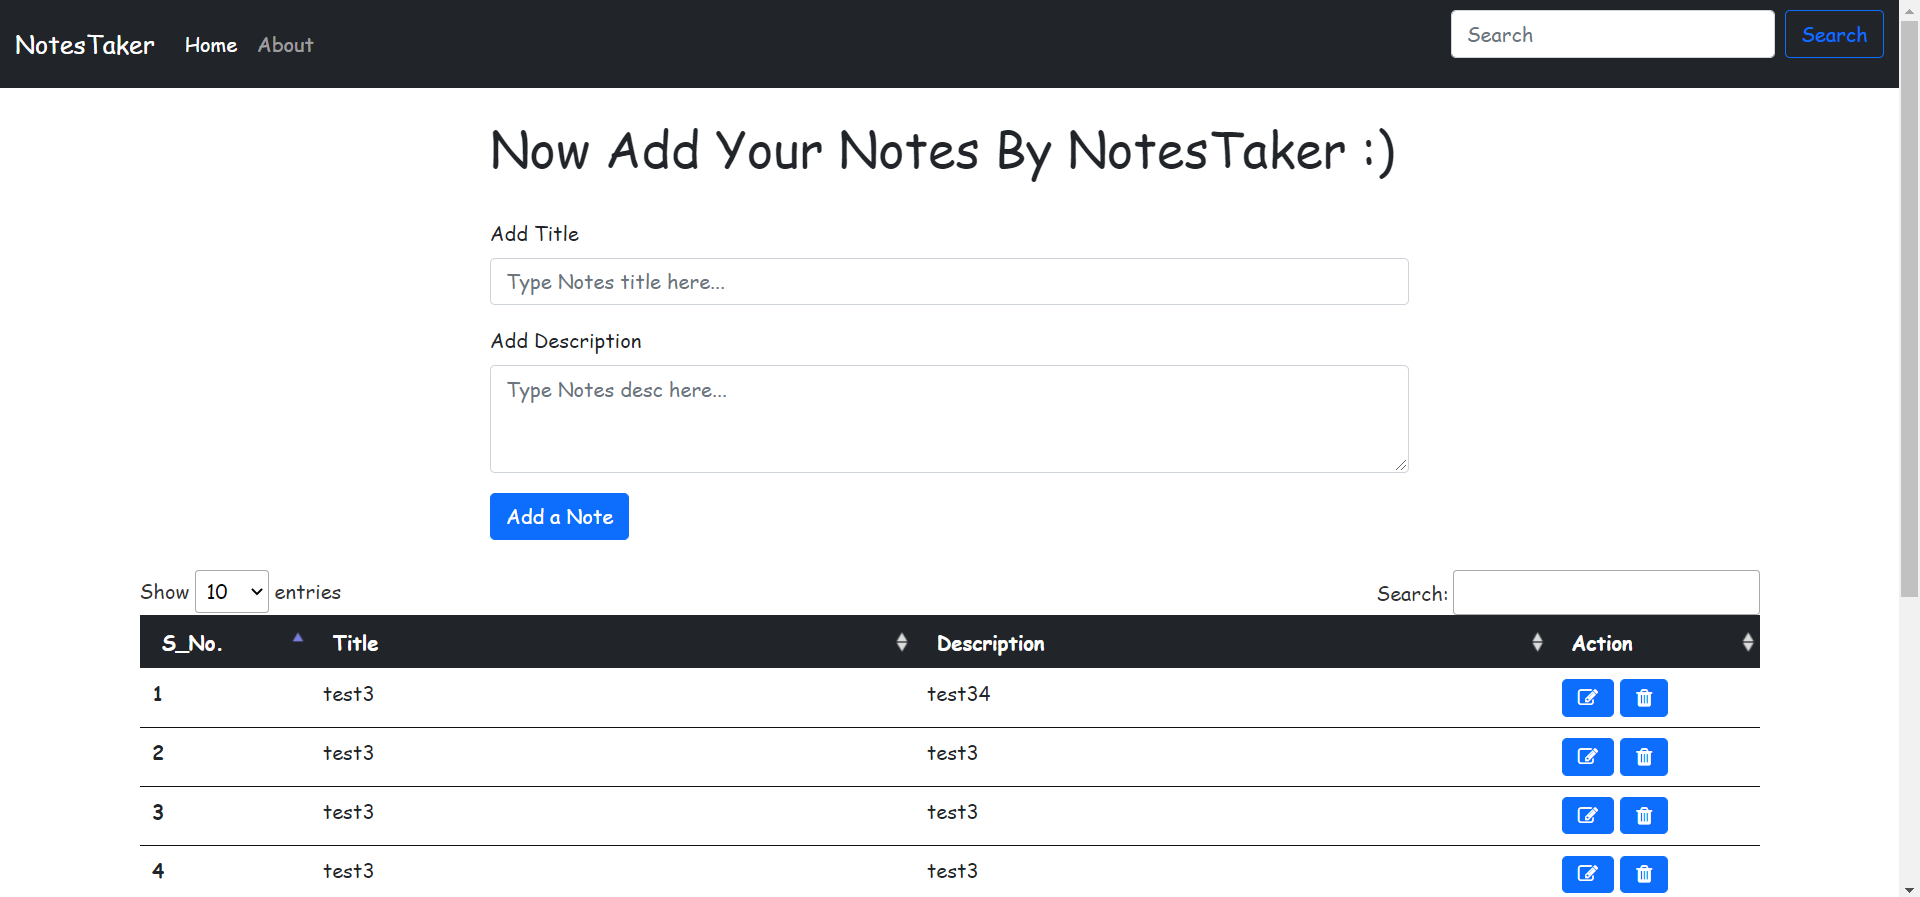 NotesTaker Home About Search Search
Now Add Your Notes By NotesTaker :)
Add Title
Type Notes title here...
Add Description
Type Notes desc here...
Add a Note
Show 10 entries Search:
S_No. Title Description Action
1 test3 test34
2 test3 test3
3 test3 test3
4 test3 test3